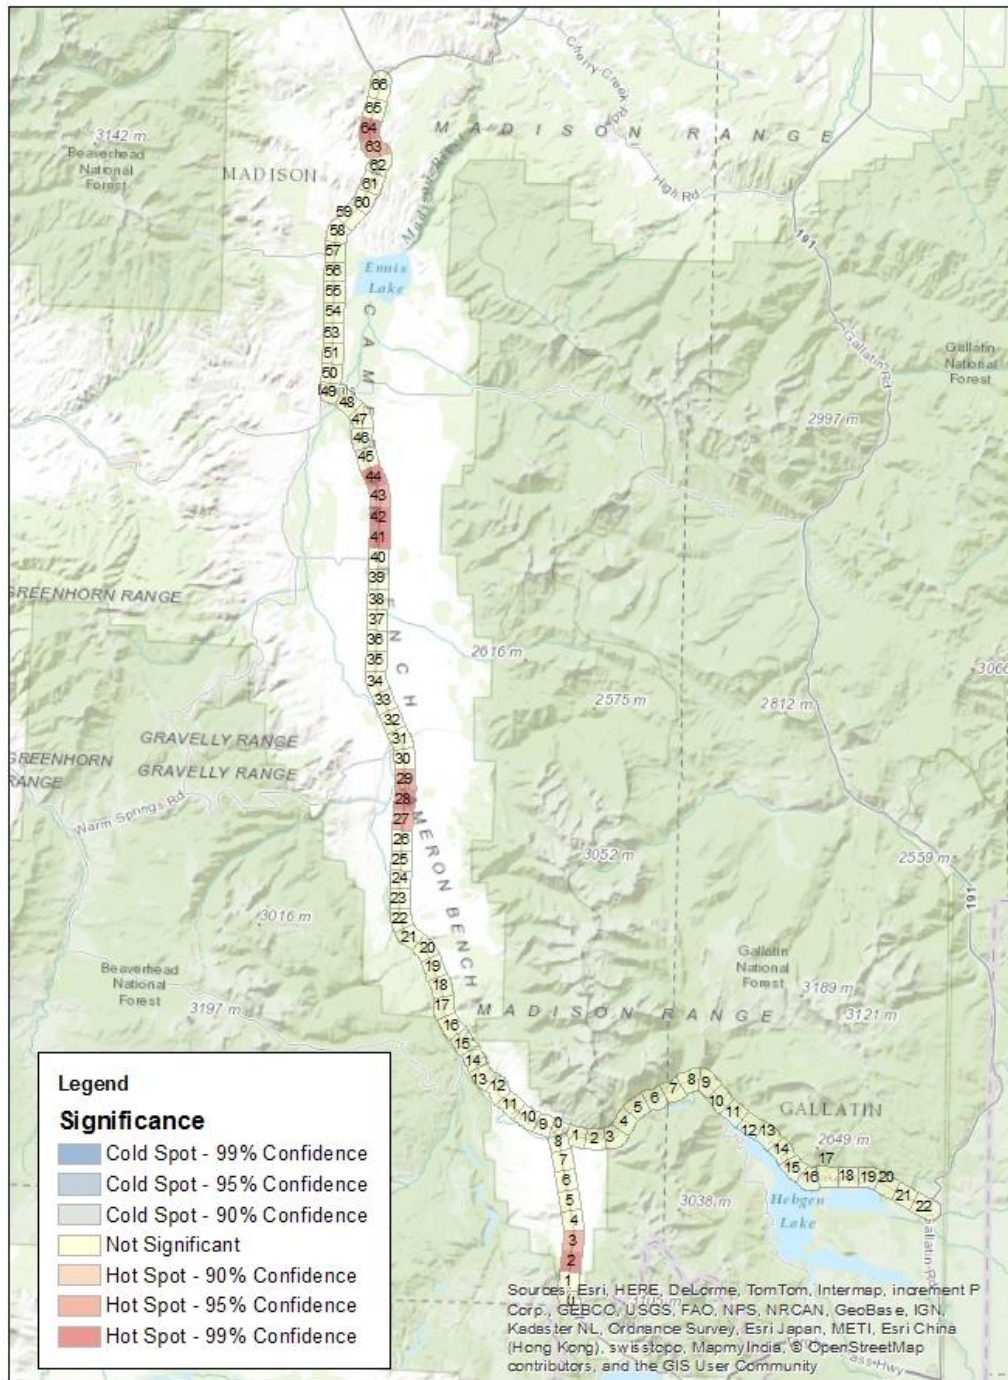 Cherry Creek Rd
3142 m
Beaverhead
National
Forest
MADISON
MADISON RANGE
High Rd
191
Ennis
Lake
Gallatin Rd
Gallatin
National
Forest
2997 m
66
65
64
63
62
61
60
59
58
57
56
55
54
53
51
50
49
48
47
46
45
44
43
42
41
40
39
38
37
36
35
34
33
32
31
30
29
28
27
26
25
24
23
22
21
20
19
18
17
16
15
14
13
12
11
10
9
8
7
6
5
4
3
2
1
0
GREENHORN RANGE
2616 m
2575 m
2812 m
GRAVELLY RANGE
GREENHORN
RANGE
GRAVELLY RANGE
Warm Springs Rd
MERON BENCH
3052 m
2559 m
191
3016 m
Beaverhead
National
Forest
3197 m
Gallatin
National
Forest
3189 m
3121 m
MADISON RANGE
0
1
2
3
4
5
6
7
8
9
10
11
12
13
14
15
16
17
18
19
20
21
22
GALLATIN
2649 m
3038 m
Hebgen
Lake
Gallatin Rd
Legend
Significance
Cold Spot - 99% Confidence
Cold Spot - 95% Confidence
Cold Spot - 90% Confidence
Not Significant
Hot Spot - 90% Confidence
Hot Spot - 95% Confidence
Hot Spot - 99% Confidence
Sources: Esri, HERE, DeLorme, TomTom, Intermap, increment P
Corp., GEBCO, USGS, FAO, NPS, NRCAN, GeoBase, IGN,
Kadaster NL, Ordnance Survey, Esri Japan, METI, Esri China
(Hong Kong), swisstopo, MapmyIndia, © OpenStreetMap
contributors, and the GIS User Community